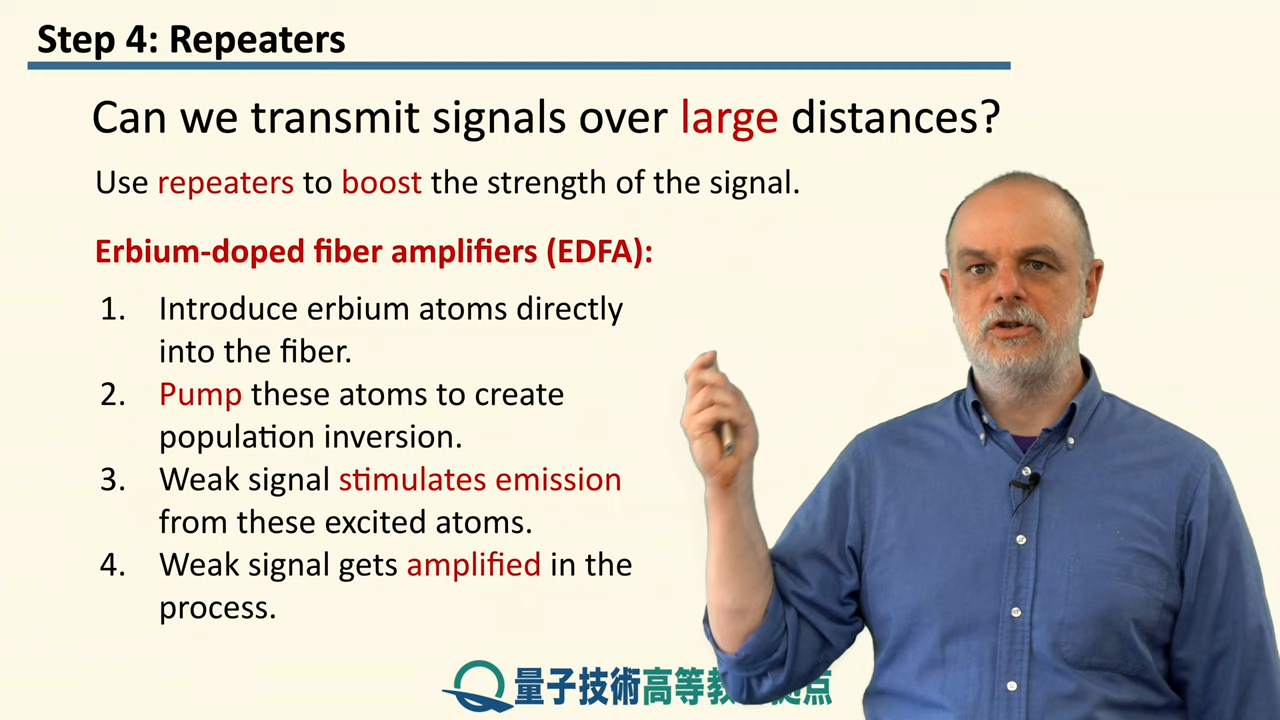 Step 4: Repeaters
Can we transmit signals over large distances?
Use repeaters to boost the strength of the signal.
Erbium-doped fiber amplifiers (EDFA):
1. Introduce erbium atoms directly
into the fiber.
2. Pump these atoms to create
population inversion.
3. Weak signal stimulates emission
from these excited atoms.
4. Weak signal gets amplified in the
process.
量子技術高等教